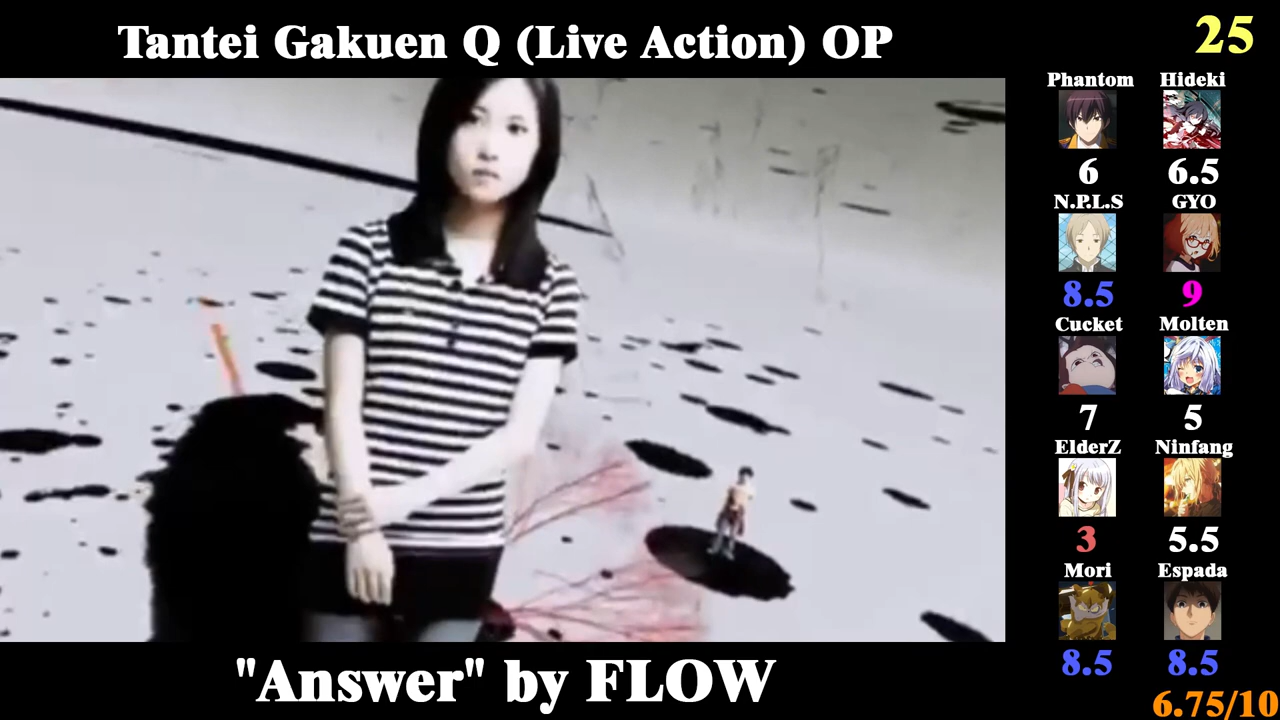 Tantei Gakuen Q (Live Action) OP
25
Phantom Hideki
6 6.5
N.P.L.S GYO
8.5 9
Cucket Molten
7 5
ElderZ Ninfang
3 5.5
Mori Espada
8.5 8.5
"Answer" by FLOW
6.75/10